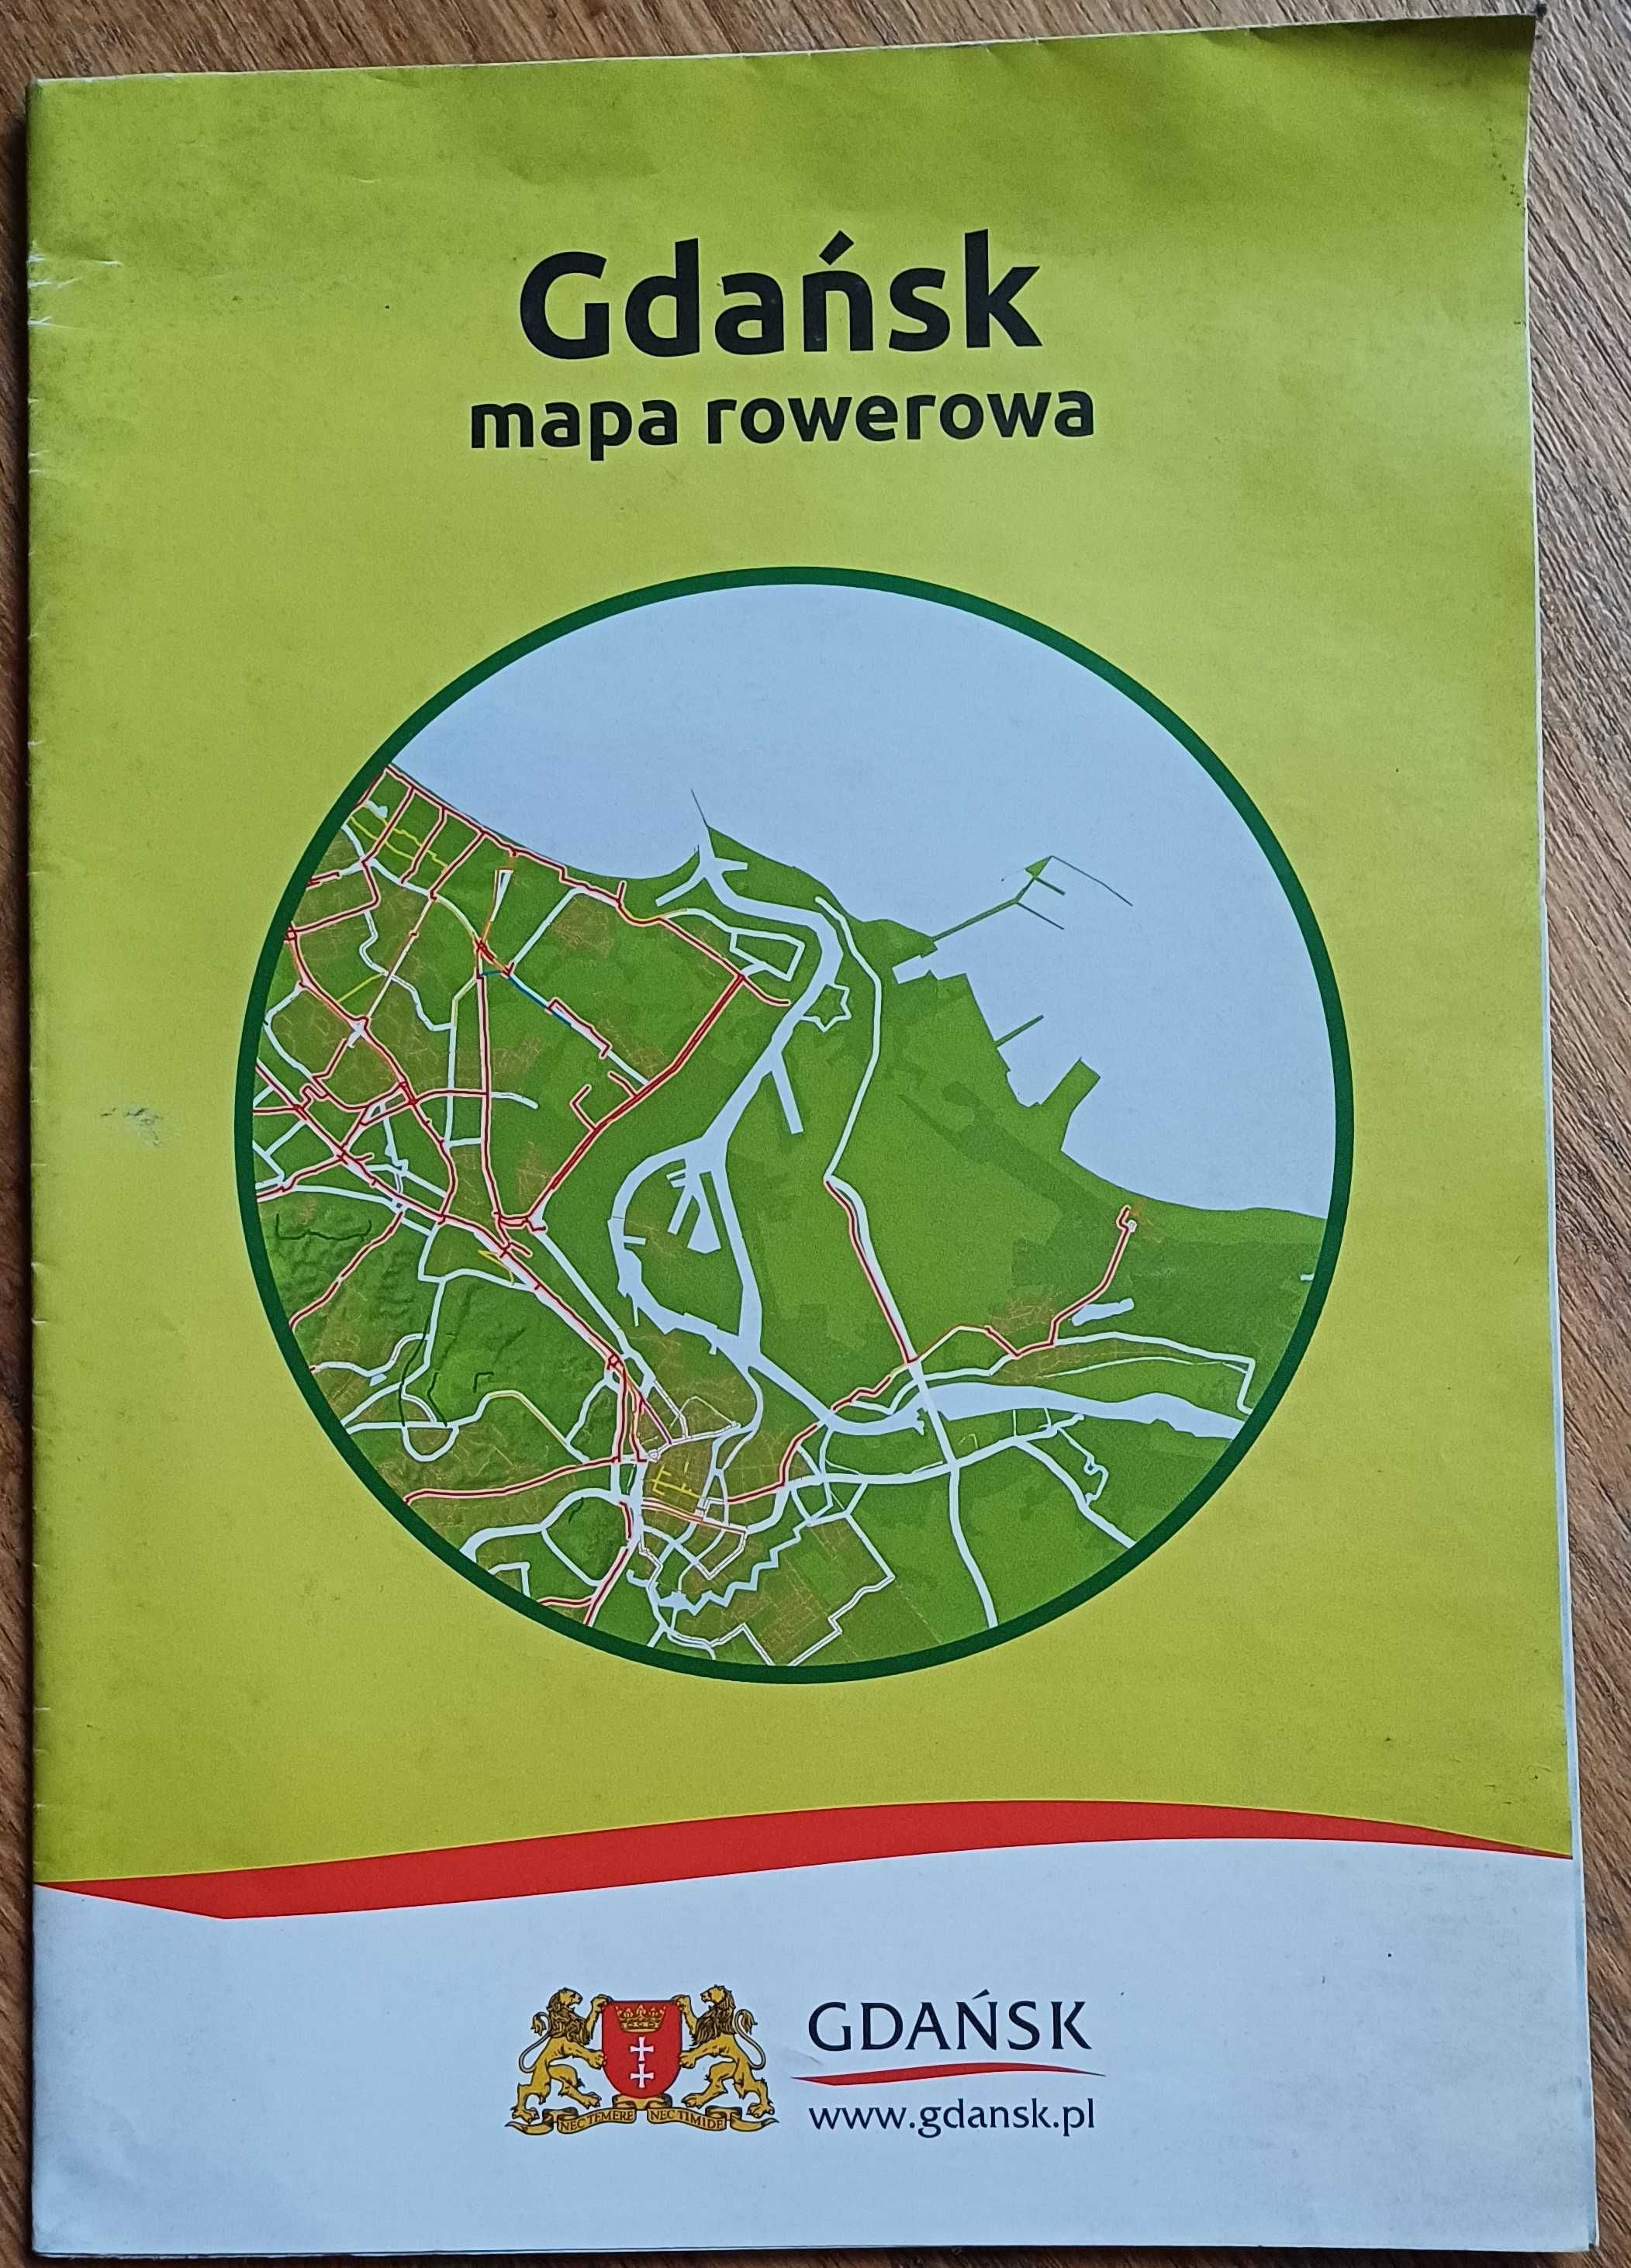 Gdańsk
mapa rowerowa
NEC TEMERE NEC TIMIDE
GDAŃSK
www.gdansk.pl